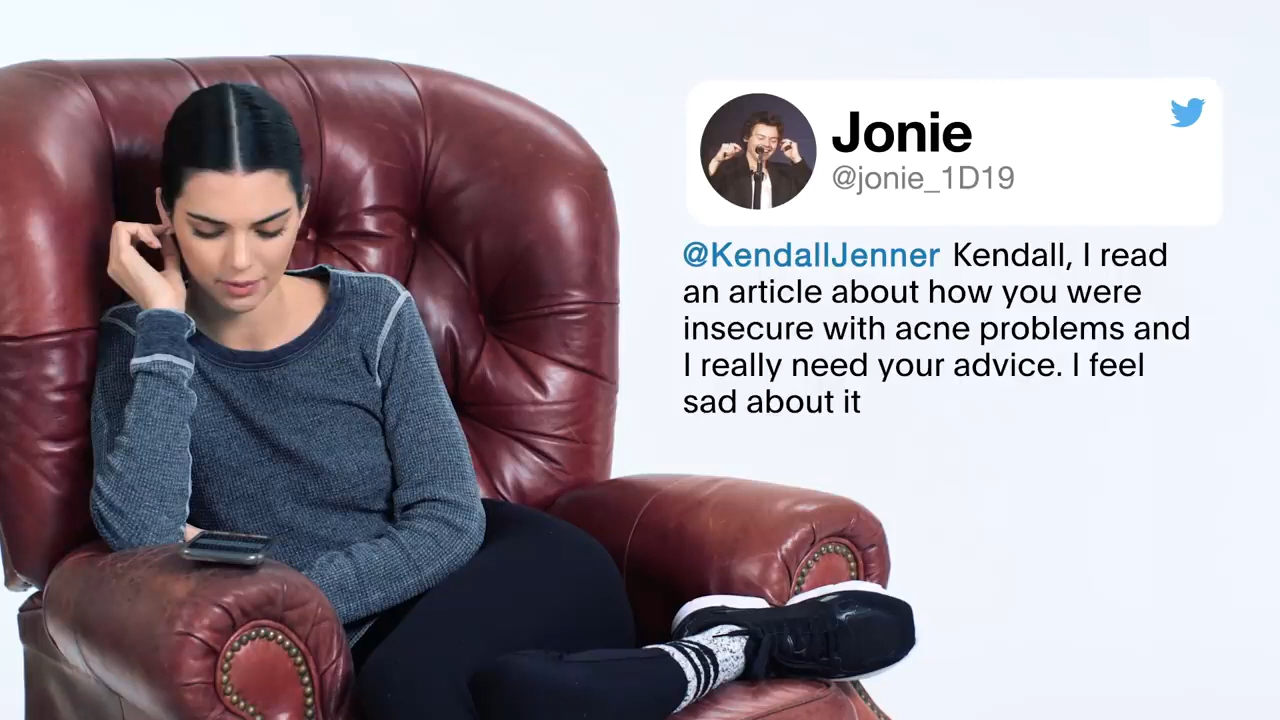 Jonie
@jonie_1D19
@KendallJenner Kendall, I read
an article about how you were
insecure with acne problems and
I really need your advice. I feel
sad about it